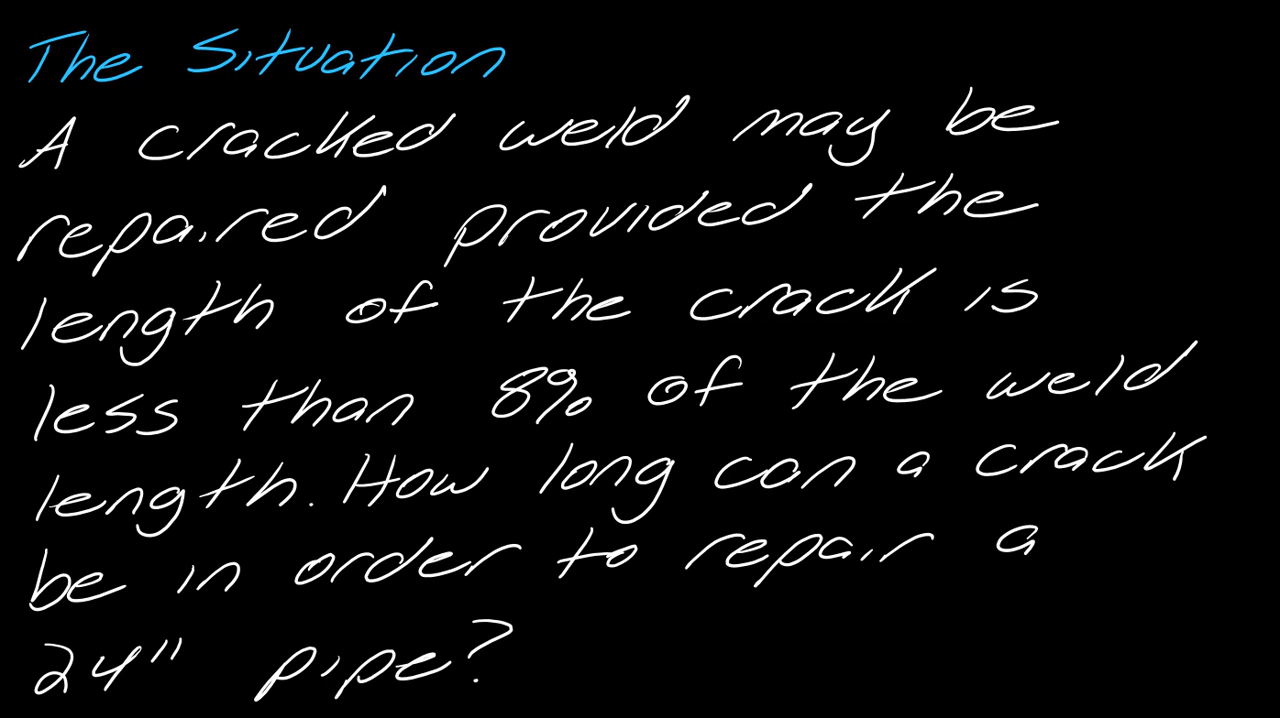 The Situation
A cracked weld may be
repaired provided the
length of the crack is
less than 8% of the weld
length. How long can a crack
be in order to repair a
24" pipe?